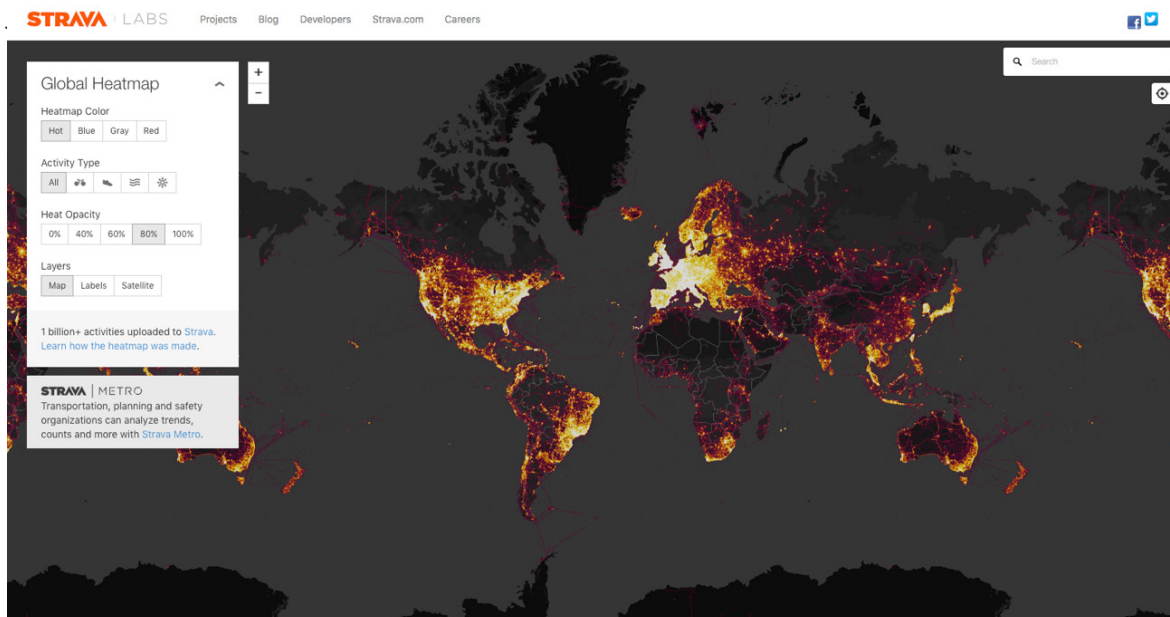 STRAVA | LABS Projects Blog Developers Strava.com Careers
Search
Global Heatmap
+
-
Heatmap Color
Hot Blue Gray Red
Activity Type
All
Heat Opacity
0% 40% 60% 80% 100%
Layers
Map Labels Satellite
1 billion+ activities uploaded to Strava.
Learn how the heatmap was made.
STRAVA | METRO
Transportation, planning and safety
organizations can analyze trends,
counts and more with Strava Metro.